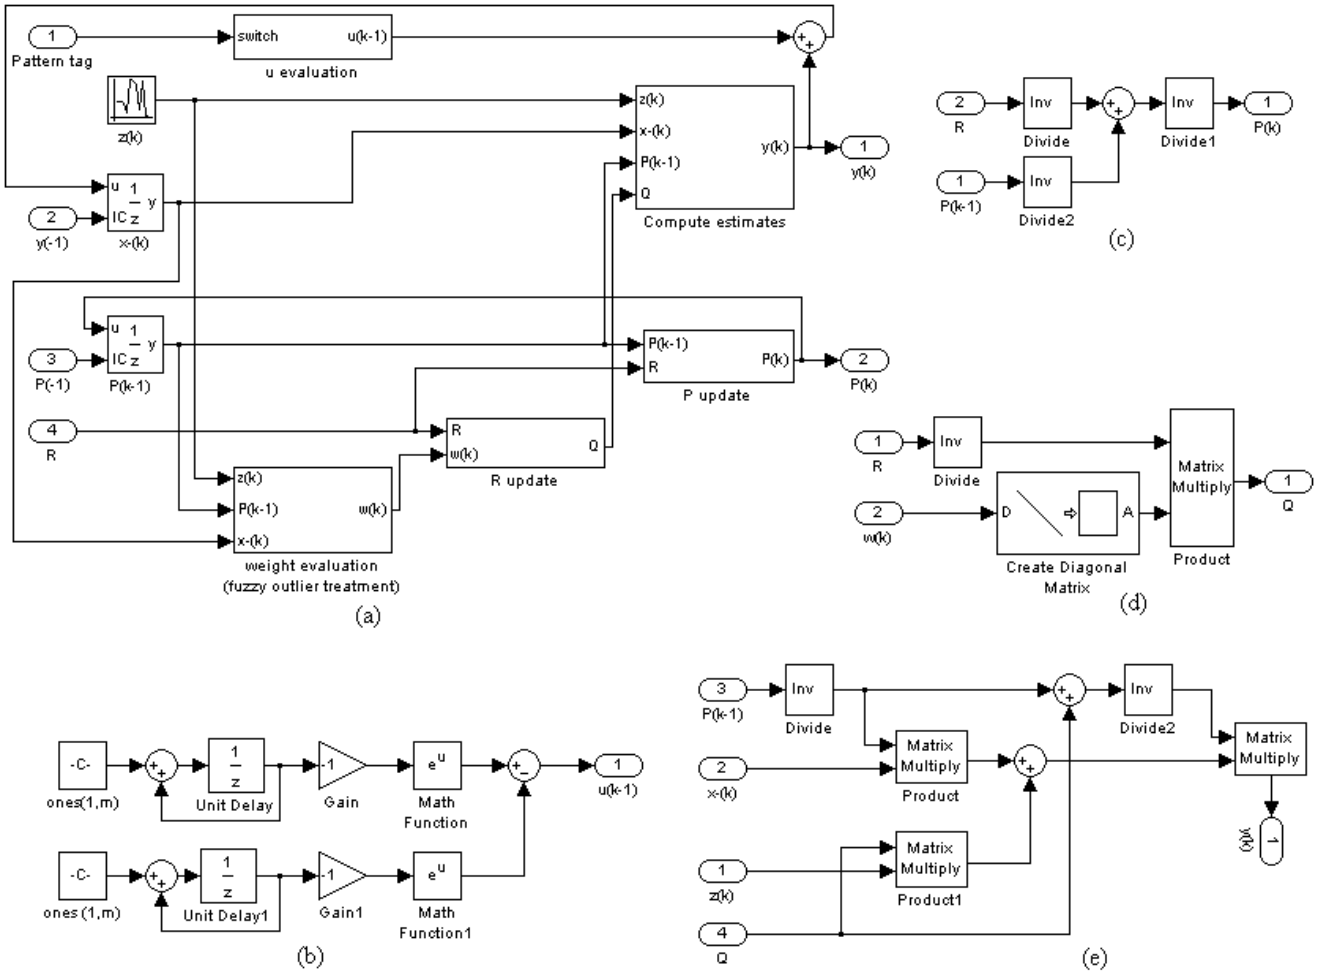 1
Pattern tag
switch u(k-1)
u evaluation
+
+
z(k)
z(k)
x-(k)
P(k-1)
Q
y(k)
Compute estimates
1
y(k)
2
y(-1)
u 1 y
IC z
x-(k)
3
P(-1)
u 1 y
IC z
P(k-1)
P(k-1)
R
P(k)
P update
2
P(k)
4
R
R
w(k)
Q
R update
z(k)
P(k-1)
x-(k)
w(k)
weight evaluation
(fuzzy outlier treatment)
(a)
2
R
Inv
Divide
+
+
Inv
Divide1
1
P(k)
1
P(k-1)
Inv
Divide2
(c)
1
R
Inv
Divide
2
w(k)
D A
Create Diagonal
Matrix
Matrix
Multiply
Product
1
Q
(d)
-C-
ones(1,m)
+
+
1
z
Unit Delay
-1
Gain
e^u
Math
Function
+
−
1
u(k-1)
-C-
ones (1,m)
+
+
1
z
Unit Delay1
-1
Gain1
e^u
Math
Function1
(b)
3
P(k-1)
Inv
Divide
+
+
Inv
Divide2
2
x-(k)
Matrix
Multiply
Product
+
+
Matrix
Multiply
1
y(k)
1
z(k)
Matrix
Multiply
Product1
4
Q
(e)